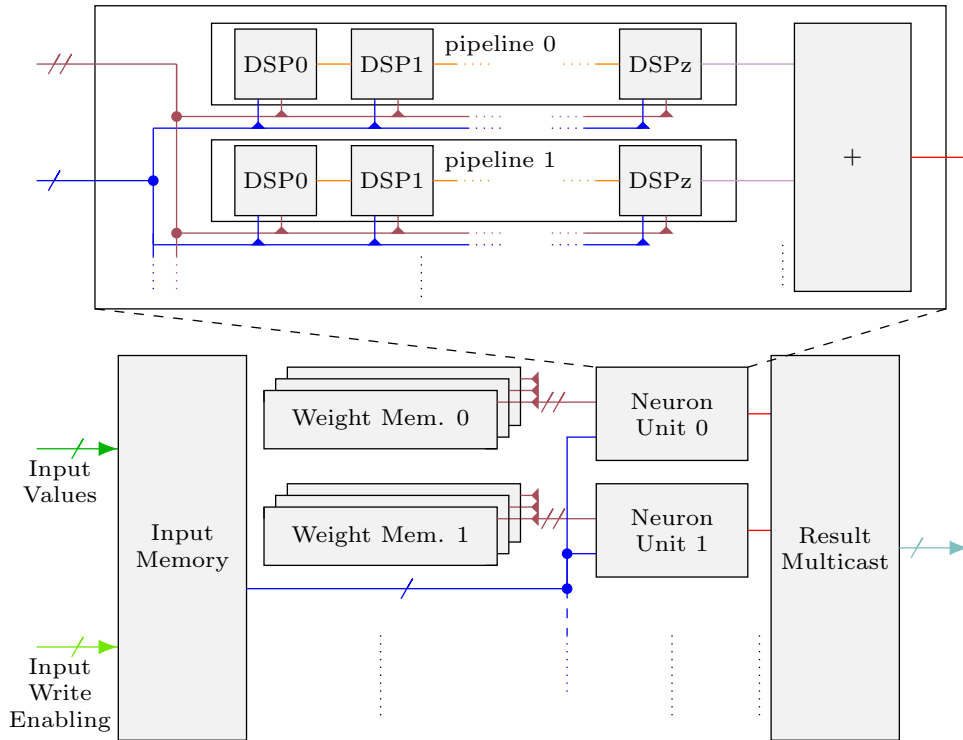 pipeline 0
DSP0 DSP1 DSPz
+
pipeline 1
DSP0 DSP1 DSPz
Weight Mem. 0
Neuron
Unit 0
Input
Values
Weight Mem. 1
Neuron
Unit 1
Input
Memory
Result
Multicast
Input
Write
Enabling